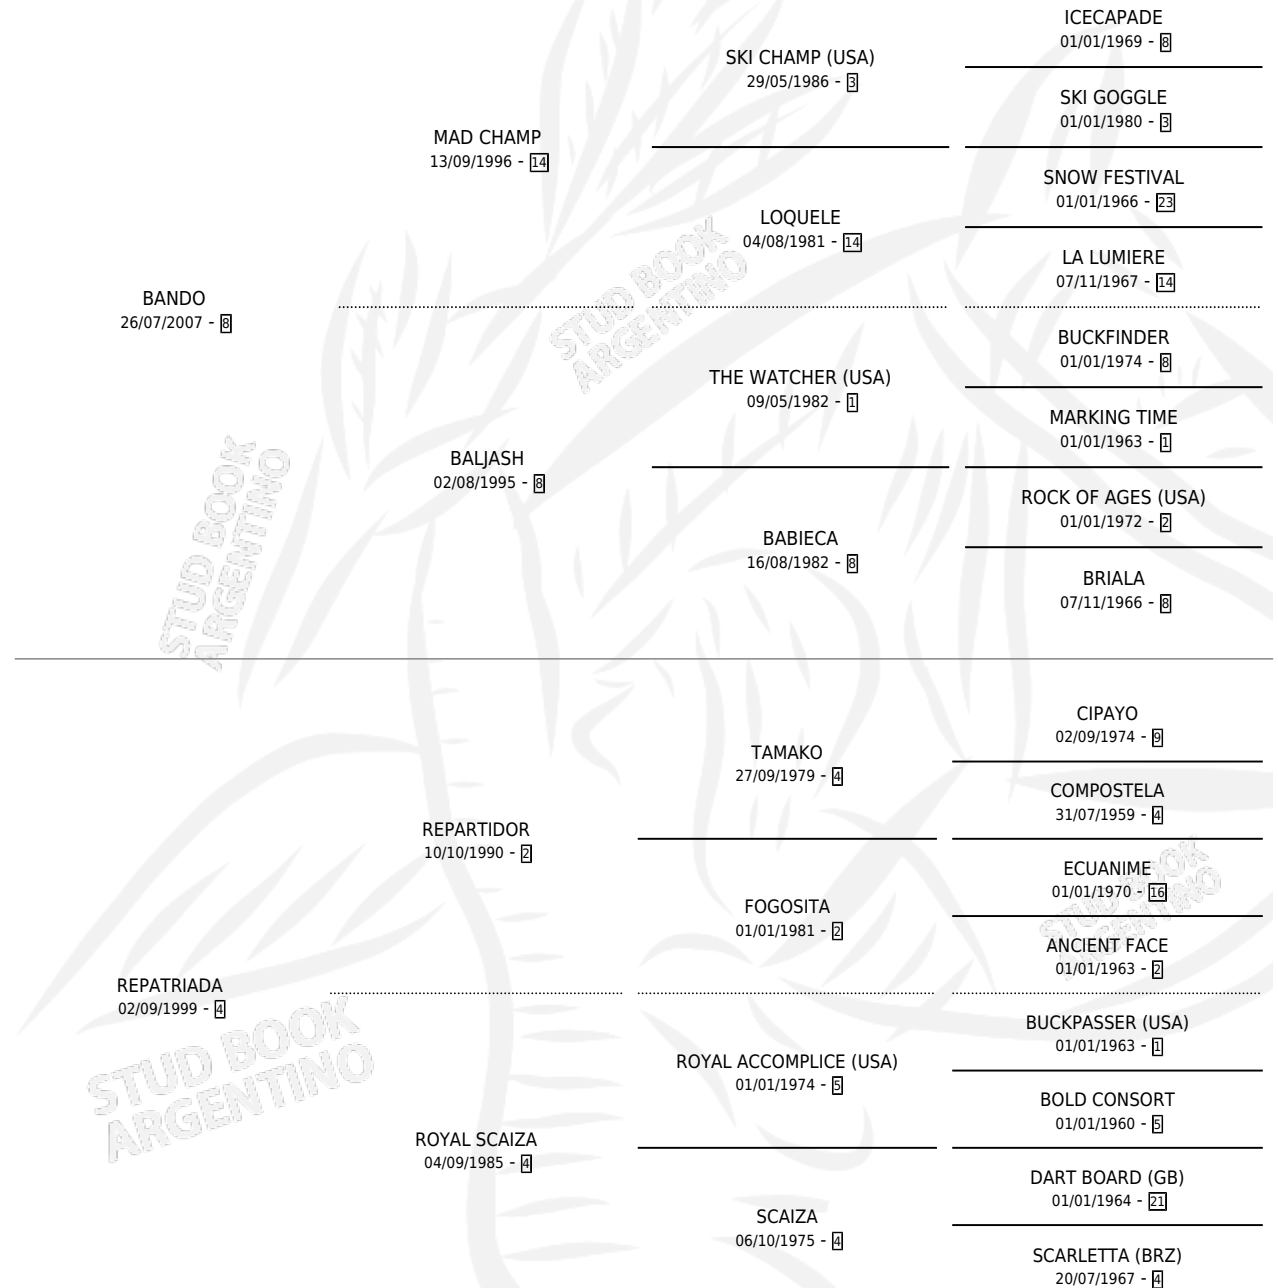 ICECAPADE
01/01/1969 - 8
SKI CHAMP (USA)
29/05/1986 - 3
SKI GOGGLE
01/01/1980 - 3
MAD CHAMP
13/09/1996 - 14
SNOW FESTIVAL
01/01/1966 - 23
LOQUELE
04/08/1981 - 14
LA LUMIERE
07/11/1967 - 14
BANDO
26/07/2007 - 8
BUCKFINDER
01/01/1974 - 8
THE WATCHER (USA)
09/05/1982 - 1
MARKING TIME
01/01/1963 - 1
BALJASH
02/08/1995 - 8
ROCK OF AGES (USA)
01/01/1972 - 2
BABIECA
16/08/1982 - 8
BRIALA
07/11/1966 - 8
CIPAYO
02/09/1974 - 9
TAMAKO
27/09/1979 - 4
COMPOSTELA
31/07/1959 - 4
REPARTIDOR
10/10/1990 - 2
ECUANIME
01/01/1970 - 16
FOGOSITA
01/01/1981 - 2
ANCIENT FACE
01/01/1963 - 2
REPATRIADA
02/09/1999 - 4
BUCKPASSER (USA)
01/01/1963 - 1
ROYAL ACCOMPLICE (USA)
01/01/1974 - 5
BOLD CONSORT
01/01/1960 - 5
ROYAL SCAIZA
04/09/1985 - 4
DART BOARD (GB)
01/01/1964 - 21
SCAIZA
06/10/1975 - 4
SCARLETTA (BRZ)
20/07/1967 - 4
STUD BOOK
ARGENTINO
STUD BOOK
ARGENTINO
STUD BOOK
ARGENTINO
STUD BOOK
ARGENTINO